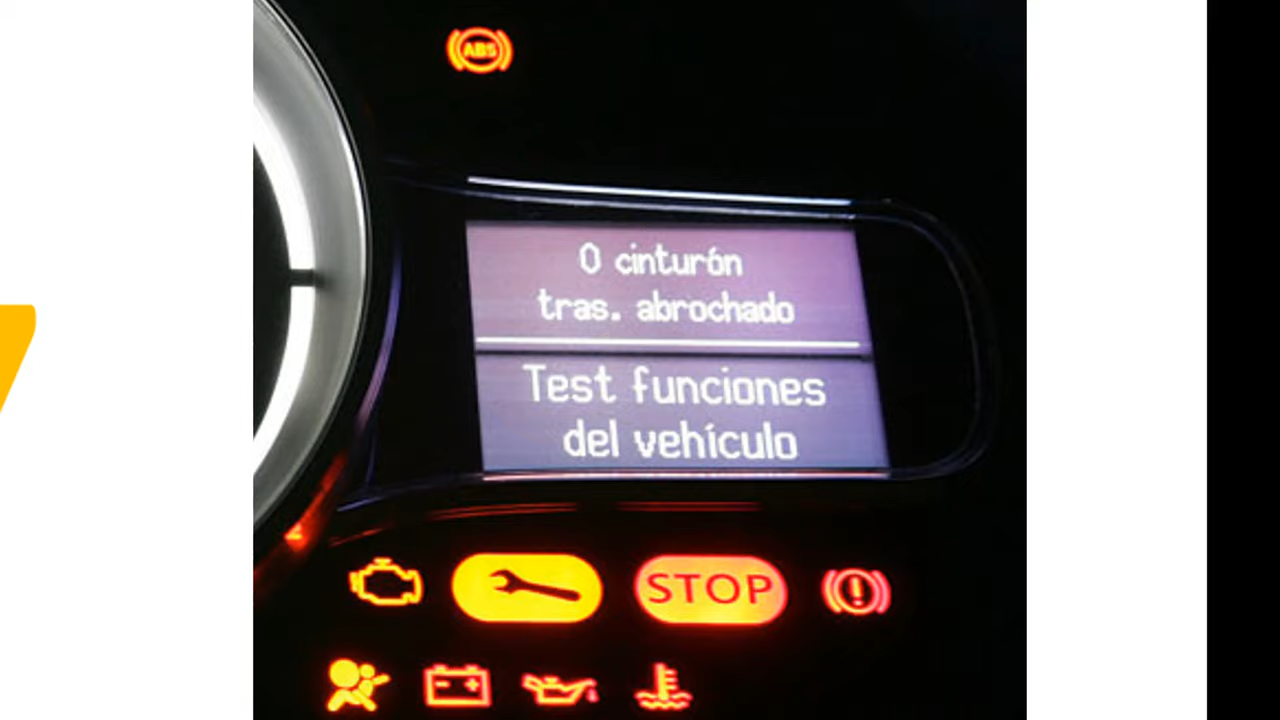 ABS
0 cinturón
tras. abrochado
Test funciones
del vehículo
STOP